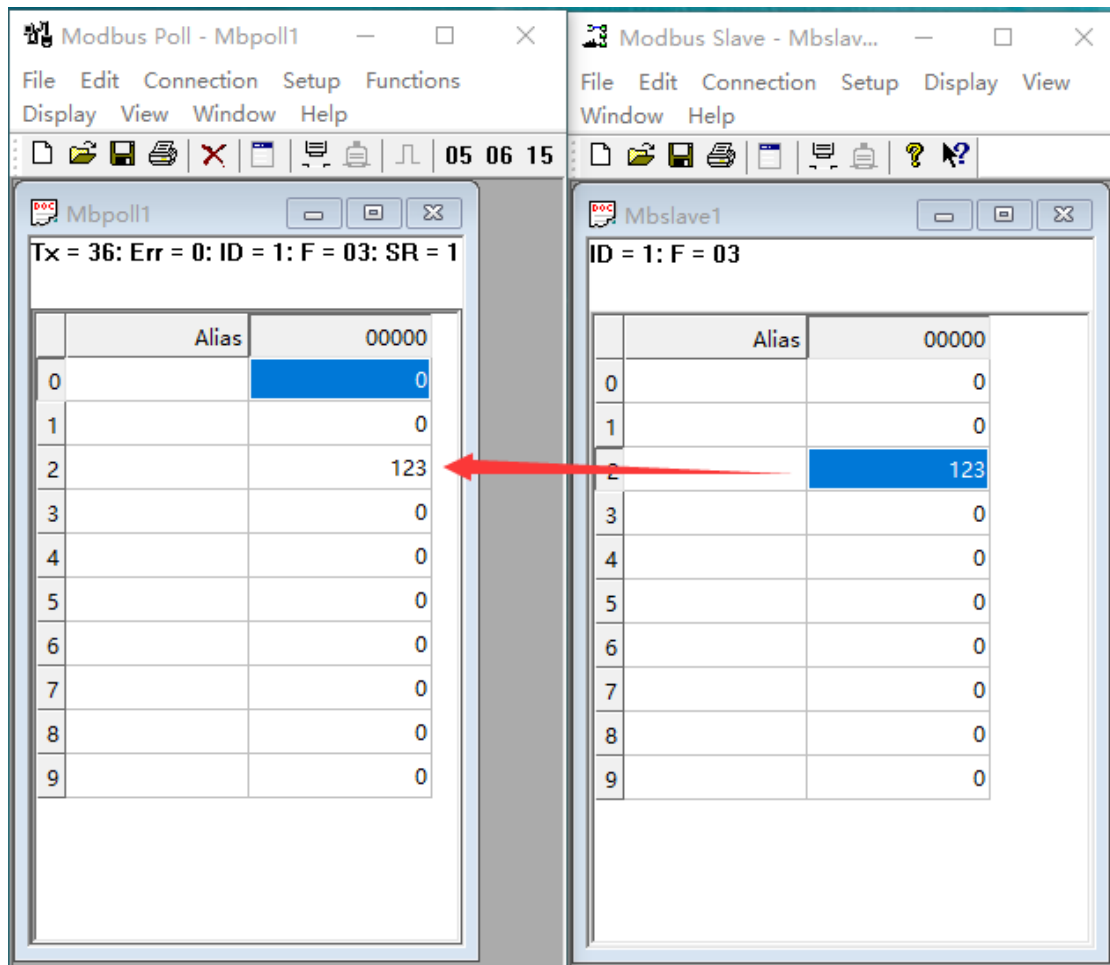 Modbus Poll - Mbpoll1
File Edit Connection Setup Functions
Display View Window Help
05 06 15
Mbpoll1
Tx = 36: Err = 0: ID = 1: F = 03: SR = 1
Alias 00000
0 0
1 0
2 123
3 0
4 0
5 0
6 0
7 0
8 0
9 0
Modbus Slave - Mbslav...
File Edit Connection Setup Display View
Window Help
Mbslave1
ID = 1: F = 03
Alias 00000
0 0
1 0
2 123
3 0
4 0
5 0
6 0
7 0
8 0
9 0